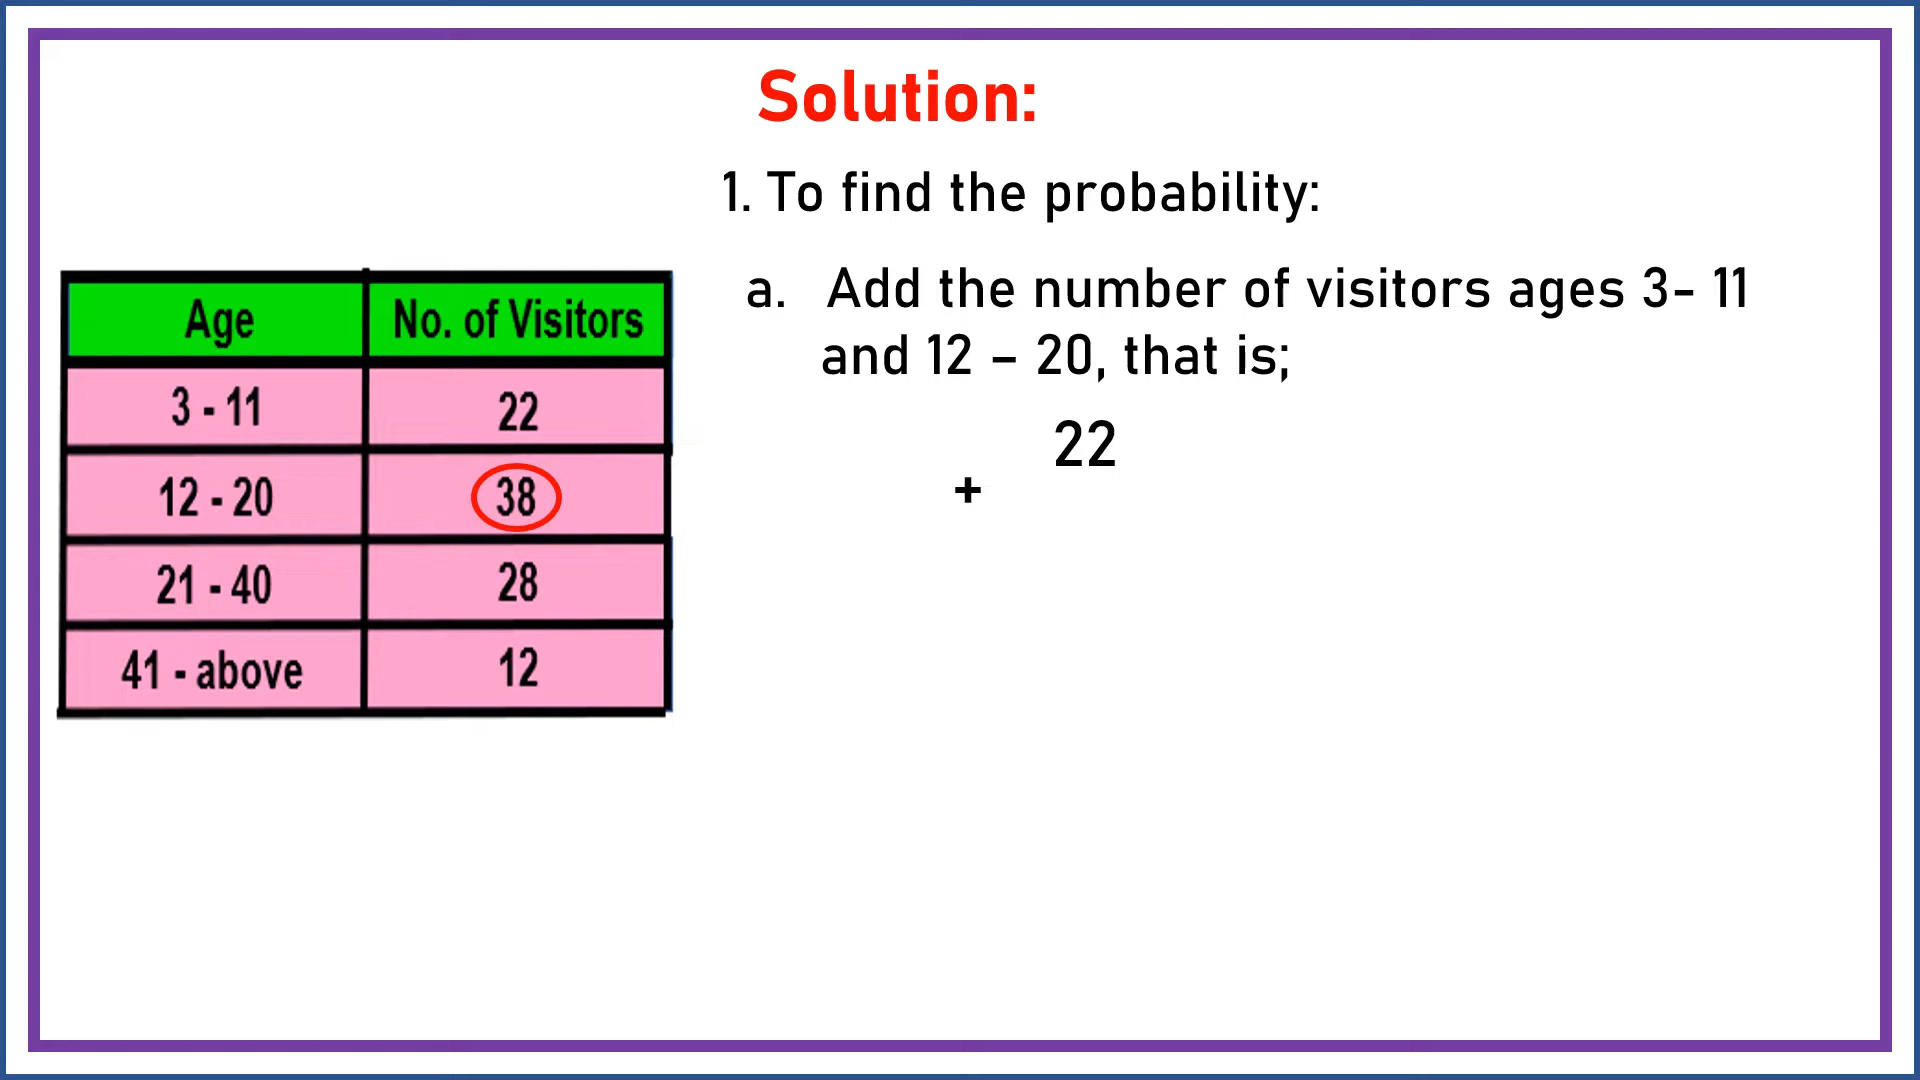 Solution:
1. To find the probability:
a. Add the number of visitors ages 3- 11
and 12 – 20, that is;
22
+
Age No. of Visitors
3 - 11 22
12 - 20 38
21 - 40 28
41 - above 12